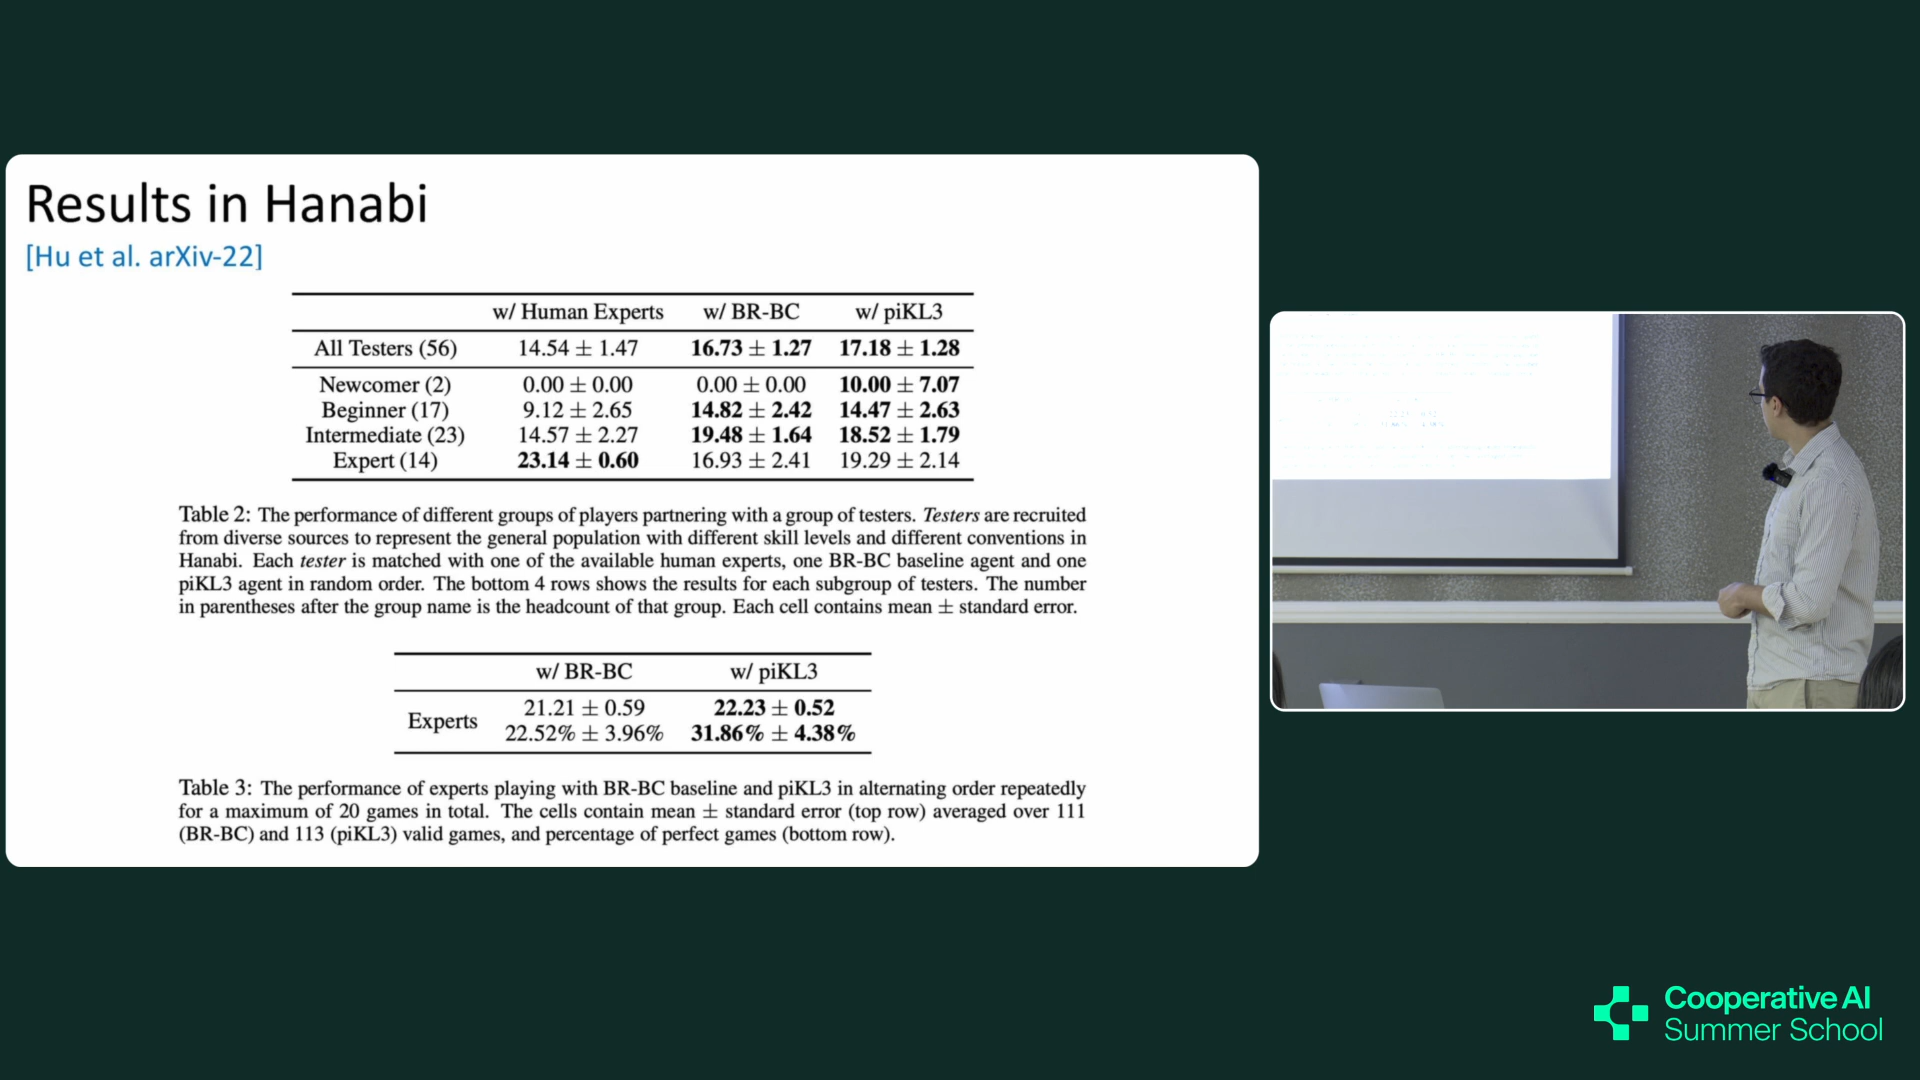 Results in Hanabi
[Hu et al. arXiv-22]
w/ Human Experts w/ BR-BC w/ piKL3
All Testers (56) 14.54 ± 1.47 16.73 ± 1.27 17.18 ± 1.28
Newcomer (2) 0.00 ± 0.00 0.00 ± 0.00 10.00 ± 7.07
Beginner (17) 9.12 ± 2.65 14.82 ± 2.42 14.47 ± 2.63
Intermediate (23) 14.57 ± 2.27 19.48 ± 1.64 18.52 ± 1.79
Expert (14) 23.14 ± 0.60 16.93 ± 2.41 19.29 ± 2.14
Table 2: The performance of different groups of players partnering with a group of testers. Testers are recruited
from diverse sources to represent the general population with different skill levels and different conventions in
Hanabi. Each tester is matched with one of the available human experts, one BR-BC baseline agent and one
piKL3 agent in random order. The bottom 4 rows shows the results for each subgroup of testers. The number
in parentheses after the group name is the headcount of that group. Each cell contains mean ± standard error.
w/ BR-BC w/ piKL3
Experts
21.21 ± 0.59 22.23 ± 0.52
22.52% ± 3.96% 31.86% ± 4.38%
Table 3: The performance of experts playing with BR-BC baseline and piKL3 in alternating order repeatedly
for a maximum of 20 games in total. The cells contain mean ± standard error (top row) averaged over 111
(BR-BC) and 113 (piKL3) valid games, and percentage of perfect games (bottom row).
Cooperative AI
Summer School